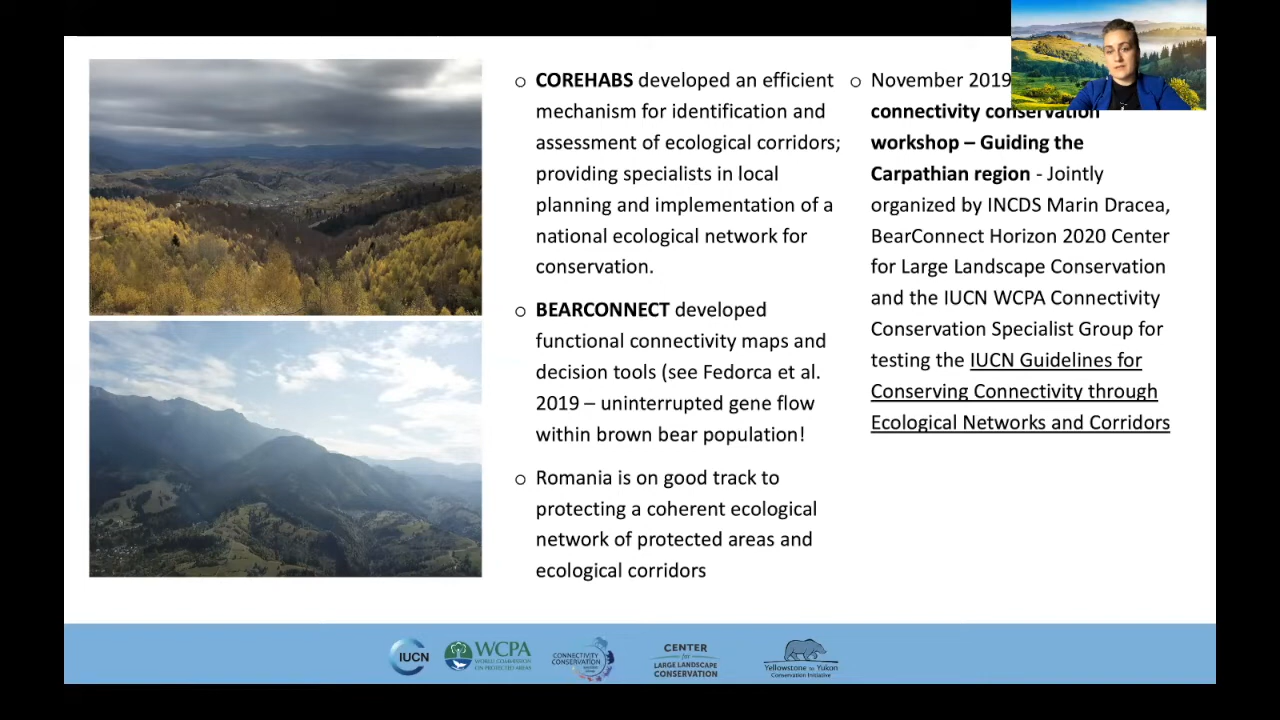 ○ COREHABS developed an efficient
mechanism for identification and
assessment of ecological corridors;
providing specialists in local
planning and implementation of a
national ecological network for
conservation.
○ BEARCONNECT developed
functional connectivity maps and
decision tools (see Fedorca et al.
2019 – uninterrupted gene flow
within brown bear population!
○ Romania is on good track to
protecting a coherent ecological
network of protected areas and
ecological corridors
○ November 2019
connectivity conservation
workshop – Guiding the
Carpathian region - Jointly
organized by INCDS Marin Dracea,
BearConnect Horizon 2020 Center
for Large Landscape Conservation
and the IUCN WCPA Connectivity
Conservation Specialist Group for
testing the IUCN Guidelines for
Conserving Connectivity through
Ecological Networks and Corridors
IUCN
WCPA
WORLD COMMISSION
ON PROTECTED AREAS
CONNECTIVITY
CONSERVATION
CENTER
for
LARGE LANDSCAPE
CONSERVATION
Yellowstone to Yukon
Conservation Initiative